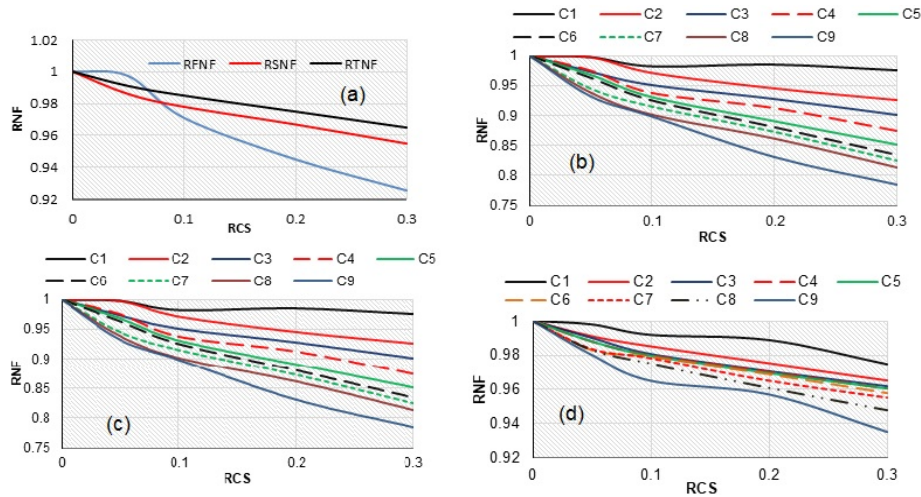 1.02
1
0.98
0.96
0.94
0.92
RNF
RFNF RSNF RTNF
(a)
0 0.1 0.2 0.3
RCS
C1 C2 C3 C4 C5
C6 C7 C8 C9
1
0.95
0.9
0.85
0.8
0.75
RNF
(b)
0 0.1 0.2 0.3
RCS
C1 C2 C3 C4 C5
C6 C7 C8 C9
1
0.95
0.9
0.85
0.8
0.75
RNF
(c)
0 0.1 0.2 0.3
RCS
C1 C2 C3 C4 C5
C6 C7 C8 C9
1
0.98
0.96
0.94
0.92
RNF
(d)
0 0.1 0.2 0.3
RCS